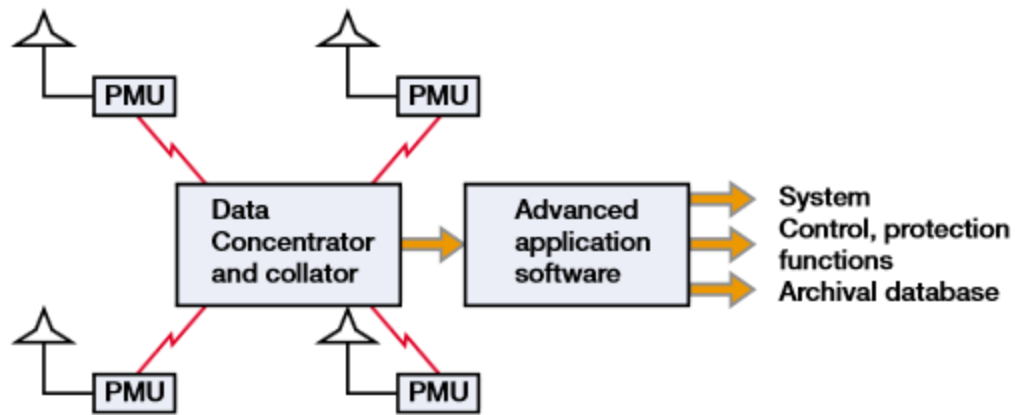 PMU
PMU
Data
Concentrator
and collator
Advanced
application
software
System
Control, protection
functions
Archival database
PMU
PMU